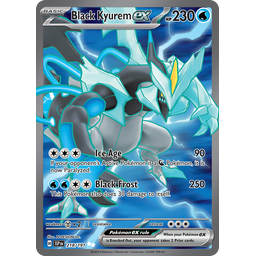 BASIC Black Kyurem ex HP 230
Ice Age 90
If your opponent's Active Pokémon is a Pokémon, it is
now Paralyzed.
Black Frost 250
This Pokémon also does 30 damage to itself.
Pokémon ex rule
When your Pokémon ex
is Knocked Out, your opponent takes 2 Prize cards.